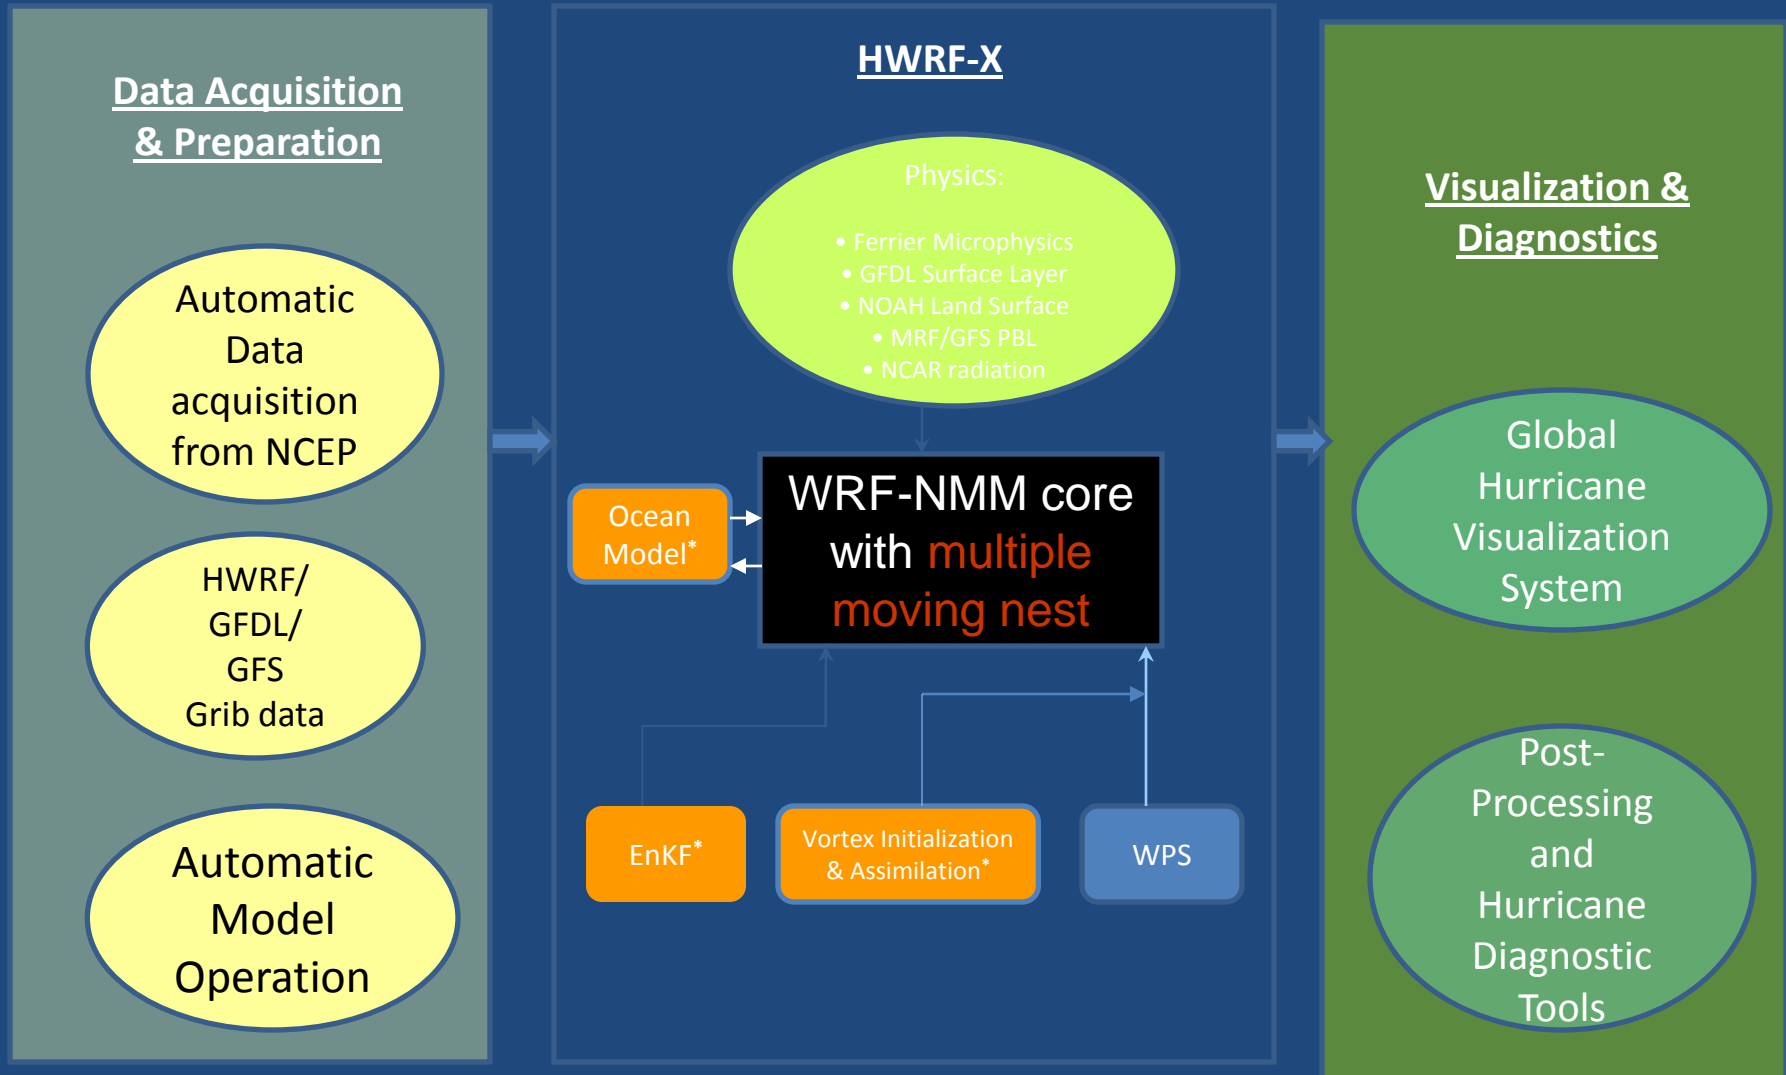 Data Acquisition
& Preparation
Automatic
Data
acquisition
from NCEP
HWRF/
GFDL/
GFS
Grib data
Automatic
Model
Operation
HWRF-X
Physics:
• Ferrier Microphysics
• GFDL Surface Layer
• NOAH Land Surface
• MRF/GFS PBL
• NCAR radiation
Ocean
Model*
WRF-NMM core
with multiple
moving nest
EnKF*
Vortex Initialization
& Assimilation*
WPS
Visualization &
Diagnostics
Global
Hurricane
Visualization
System
Post-
Processing
and
Hurricane
Diagnostic
Tools